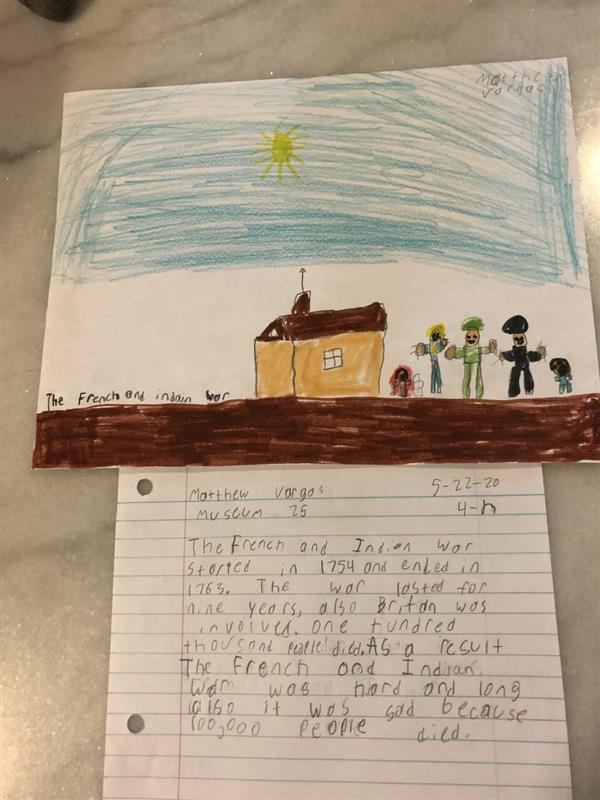 Matthew
Vargas
The French and indain war
Matthew Vargas 5-22-20
Museum 25 4-n
The French and Indian war
started in 1754 and ended in
1763. The war lasted for
nine years, also Britan was
involved. one hundred
thousand people died. As a result
The French and Indian
was hard and long
also it was sad because
100,000 people died.